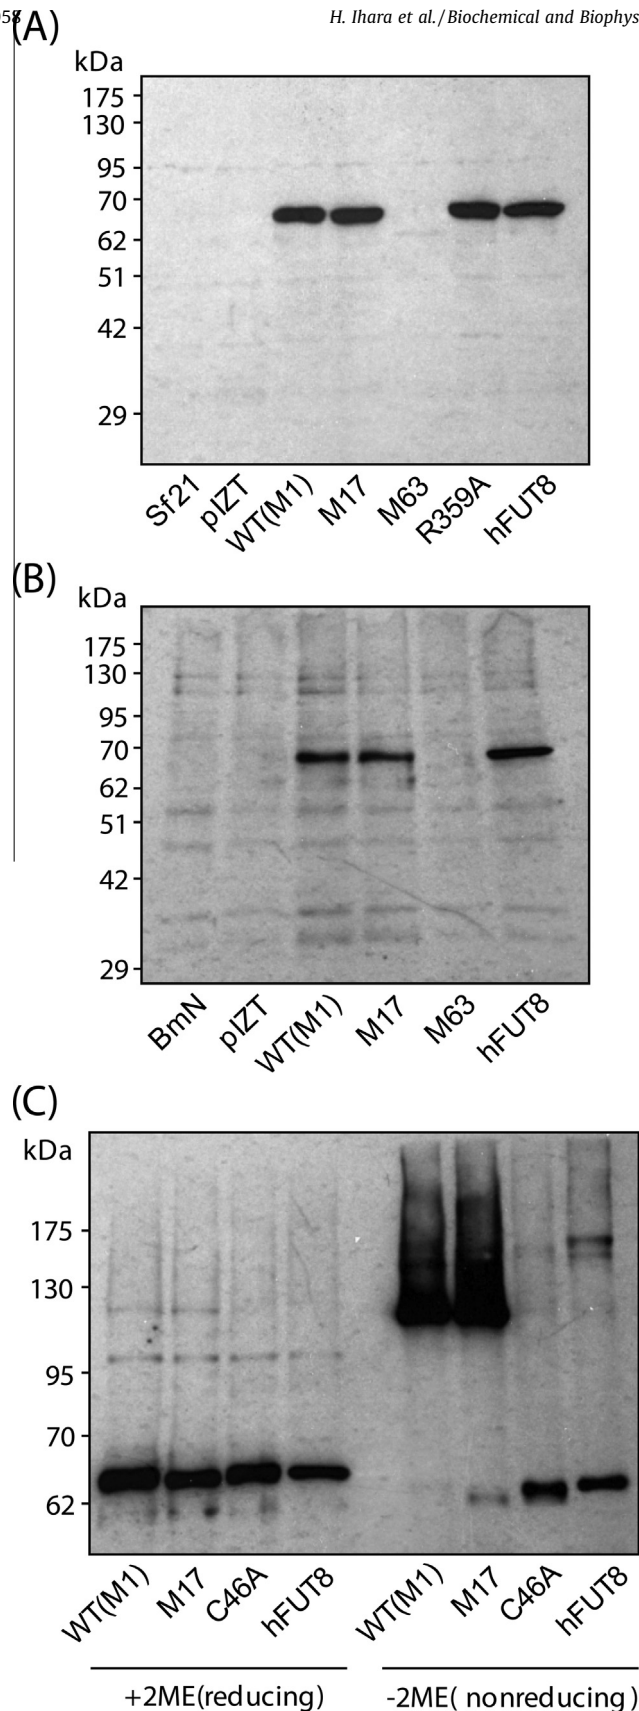 58 H. Ihara et al./Biochemical and Biophys
(A)
kDa
175
130
95
70
62
51
42
29
Sf21 pIZT WT(M1) M17 M63 R359A hFUT8
(B)
kDa
175
130
95
70
62
51
42
29
BmN pIZT WT(M1) M17 M63 hFUT8
(C)
kDa
175
130
95
70
62
WT(M1) M17 C46A hFUT8 WT(M1) M17 C46A hFUT8
+2ME(reducing) -2ME( nonreducing)